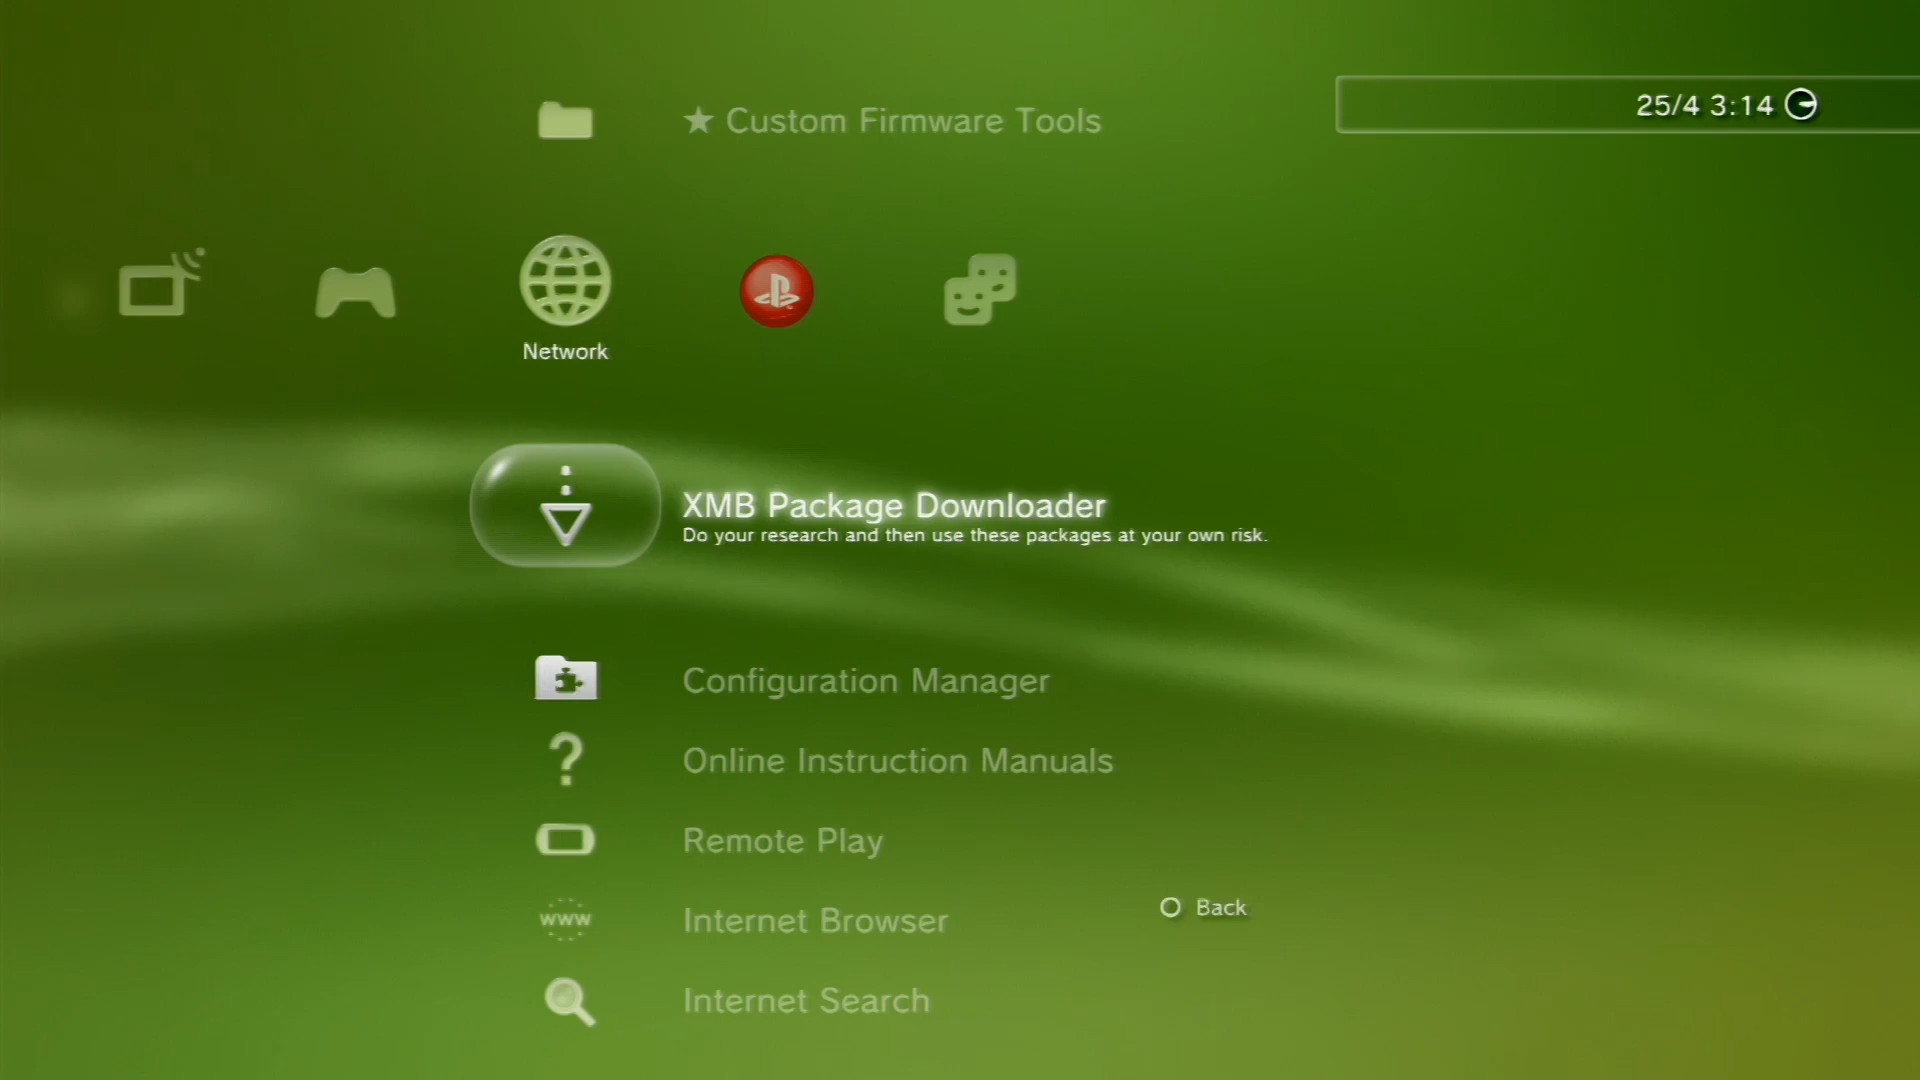 ★ Custom Firmware Tools
25/4 3:14
Network
XMB Package Downloader
Do your research and then use these packages at your own risk.
Configuration Manager
Online Instruction Manuals
Remote Play
www Internet Browser
Back
Internet Search